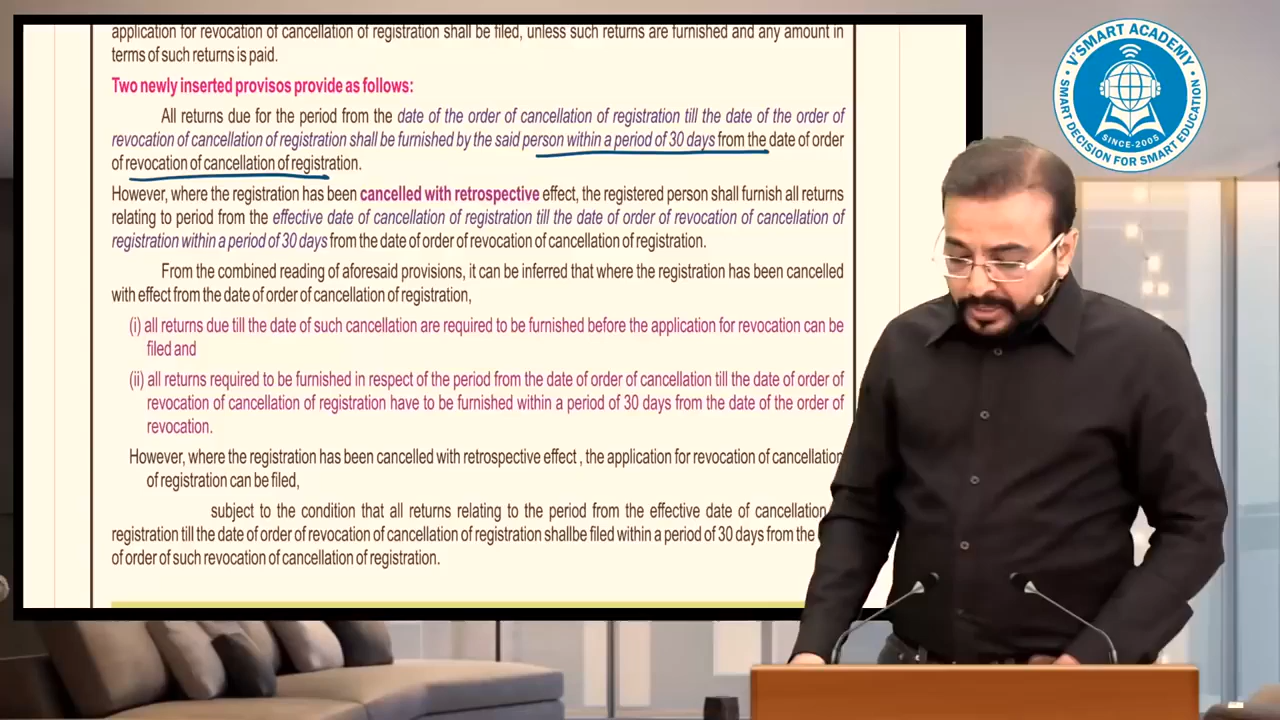 application for revocation of cancellation of registration shall be filed, unless such returns are furnished and any amount in
terms of such returns is paid.
Two newly inserted provisos provide as follows:
All returns due for the period from the date of the order of cancellation of registration till the date of the order of
revocation of cancellation of registration shall be furnished by the said person within a period of 30 days from the date of order
of revocation of cancellation of registration.
However, where the registration has been cancelled with retrospective effect, the registered person shall furnish all returns
relating to period from the effective date of cancellation of registration till the date of order of revocation of cancellation of
registration within a period of 30 days from the date of order of revocation of cancellation of registration.
From the combined reading of aforesaid provisions, it can be inferred that where the registration has been cancelled
with effect from the date of order of cancellation of registration,
(i) all returns due till the date of such cancellation are required to be furnished before the application for revocation can be
filed and
(ii) all returns required to be furnished in respect of the period from the date of order of cancellation till the date of order of
revocation of cancellation of registration have to be furnished within a period of 30 days from the date of the order of
revocation.
However, where the registration has been cancelled with retrospective effect , the application for revocation of cancellation
of registration can be filed,
subject to the condition that all returns relating to the period from the effective date of cancellation
registration till the date of order of revocation of cancellation of registration shallbe filed within a period of 30 days from the
of order of such revocation of cancellation of registration.
V'SMART ACADEMY
SINCE-2005
SMART DECISION FOR SMART EDUCATION